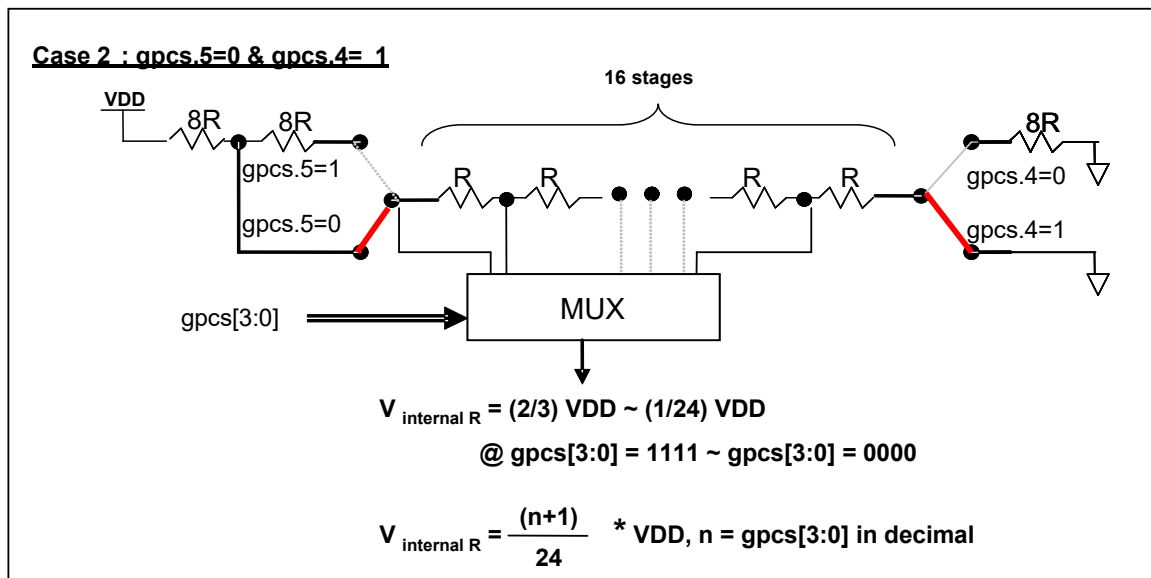 Case 2 : gpcs.5=0 & gpcs.4= 1
16 stages
VDD
8R
8R
8R
gpcs.5=1
R
R
R
R
gpcs.4=0
gpcs.5=0
gpcs.4=1
gpcs[3:0]
MUX
V internal R = (2/3) VDD ~ (1/24) VDD
@ gpcs[3:0] = 1111 ~ gpcs[3:0] = 0000
V internal R = (n+1) / 24 * VDD, n = gpcs[3:0] in decimal